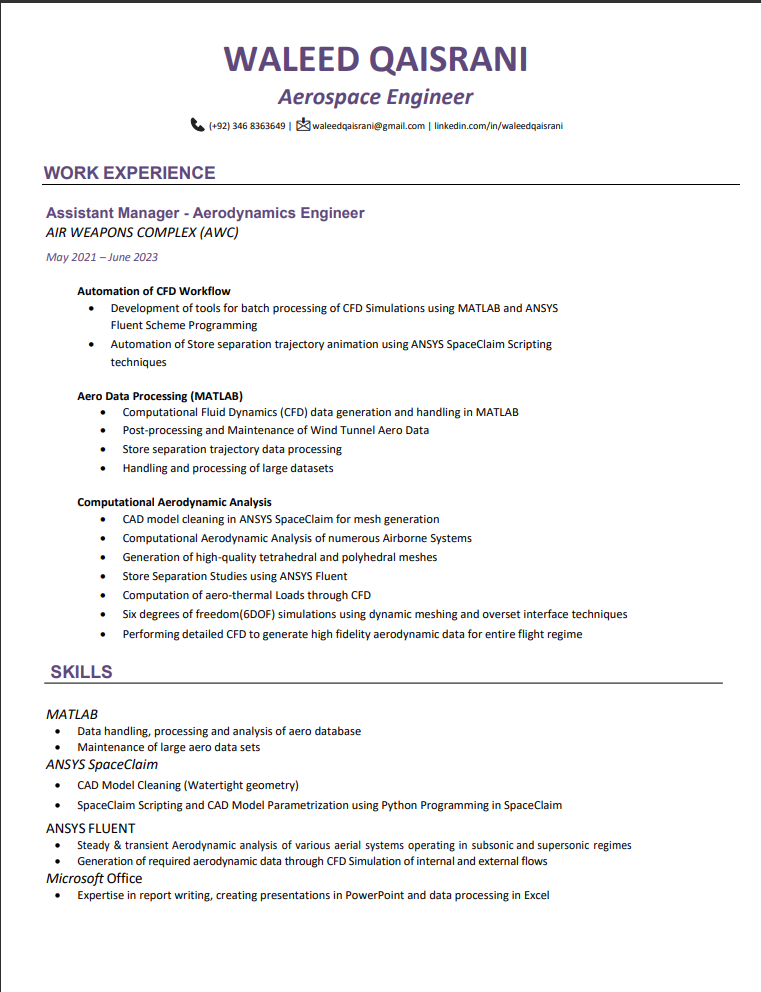 WALEED QAISRANI
Aerospace Engineer
(+92) 346 8363649 | waleedqaisrani@gmail.com | linkedin.com/in/waleedqaisrani
WORK EXPERIENCE
Assistant Manager - Aerodynamics Engineer
AIR WEAPONS COMPLEX (AWC)
May 2021 – June 2023
Automation of CFD Workflow
• Development of tools for batch processing of CFD Simulations using MATLAB and ANSYS
Fluent Scheme Programming
• Automation of Store separation trajectory animation using ANSYS SpaceClaim Scripting
techniques
Aero Data Processing (MATLAB)
• Computational Fluid Dynamics (CFD) data generation and handling in MATLAB
• Post-processing and Maintenance of Wind Tunnel Aero Data
• Store separation trajectory data processing
• Handling and processing of large datasets
Computational Aerodynamic Analysis
• CAD model cleaning in ANSYS SpaceClaim for mesh generation
• Computational Aerodynamic Analysis of numerous Airborne Systems
• Generation of high-quality tetrahedral and polyhedral meshes
• Store Separation Studies using ANSYS Fluent
• Computation of aero-thermal Loads through CFD
• Six degrees of freedom(6DOF) simulations using dynamic meshing and overset interface techniques
• Performing detailed CFD to generate high fidelity aerodynamic data for entire flight regime
SKILLS
MATLAB
• Data handling, processing and analysis of aero database
• Maintenance of large aero data sets
ANSYS SpaceClaim
• CAD Model Cleaning (Watertight geometry)
• SpaceClaim Scripting and CAD Model Parametrization using Python Programming in SpaceClaim
ANSYS FLUENT
• Steady & transient Aerodynamic analysis of various aerial systems operating in subsonic and supersonic regimes
• Generation of required aerodynamic data through CFD Simulation of internal and external flows
Microsoft Office
• Expertise in report writing, creating presentations in PowerPoint and data processing in Excel